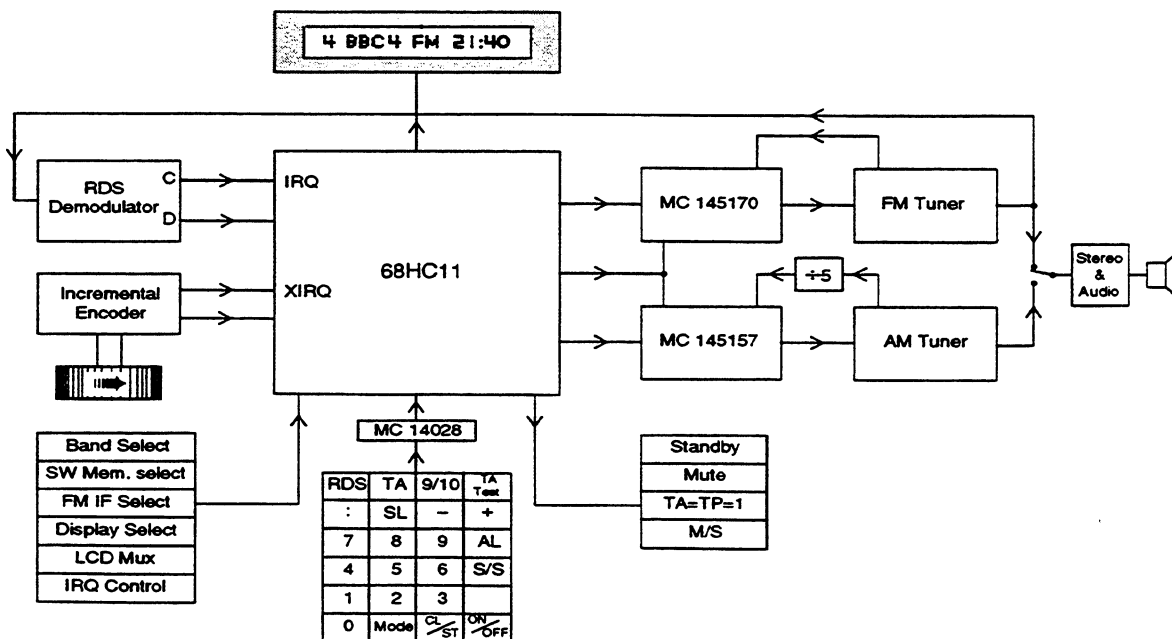 4 BBC4 FM 21:40
RDS
Demodulator
C
D
IRQ
XIRQ
68HC11
Incremental
Encoder
MC 145170
FM Tuner
÷5
MC 145157
AM Tuner
Stereo
&
Audio
Band Select
SW Mem. select
FM IF Select
Display Select
LCD Mux
IRQ Control
MC 14028
RDS TA 9/10 TA Test
: SL – +
7 8 9 AL
4 5 6 S/S
1 2 3
0 Mode CL/ST ON/OFF
Standby
Mute
TA=TP=1
M/S